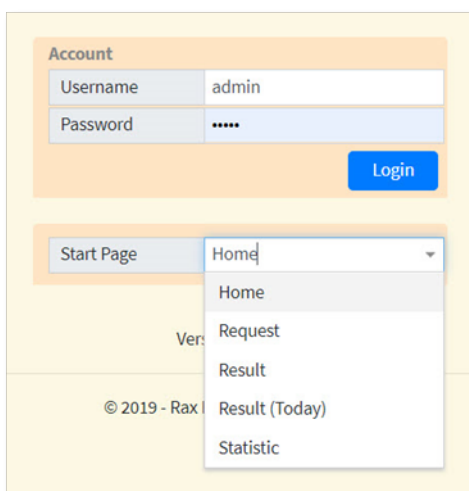 Account
Username admin
Password •••••
Login
Start Page Home
Home
Request
Result
Result (Today)
Statistic
© 2019 - Rax